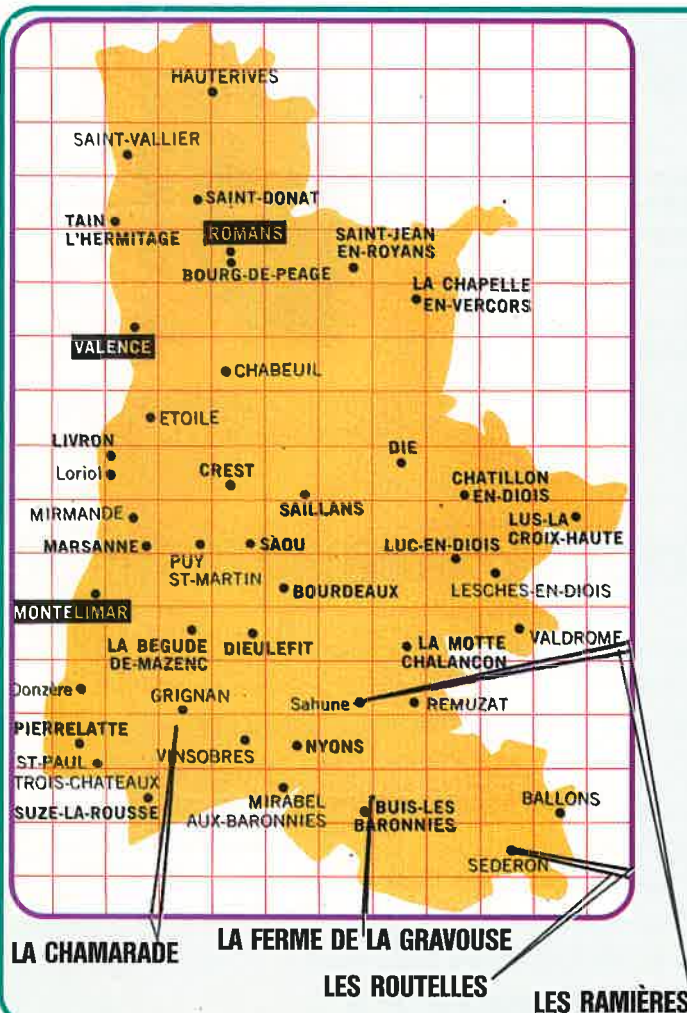 HAUTERIVES
SAINT-VALLIER
SAINT-DONAT
TAIN
L'HERMITAGE
ROMANS
SAINT-JEAN
EN-ROYANS
BOURG-DE-PEAGE
LA CHAPELLE
EN-VERCORS
VALENCE
CHABEUIL
ETOILE
LIVRON
Loriol
DIE
CREST
CHATILLON
EN-DIOIS
SAILLANS
MIRMANDE
LUS-LA
CROIX-HAUTE
MARSANNE
PUY
ST-MARTIN
SAOU
LUC-EN-DIOIS
BOURDEAUX
LESCHES-EN-DIOIS
MONTELIMAR
LA BEGUDE
DE-MAZENC
DIEULEFIT
LA MOTTE
CHALANCON
VALDROME
Donzère
GRIGNAN
Sahune
REMUZAT
PIERRELATTE
VINSOBRES
NYONS
ST-PAUL
TROIS-CHATEAUX
SUZE-LA-ROUSSE
MIRABEL
AUX-BARONNIES
BUIS-LES
BARONNIES
BALLONS
SEDERON
LA CHAMARADE
LA FERME DE LA GRAVOUSE
LES ROUTELLES
LES RAMIÈRES